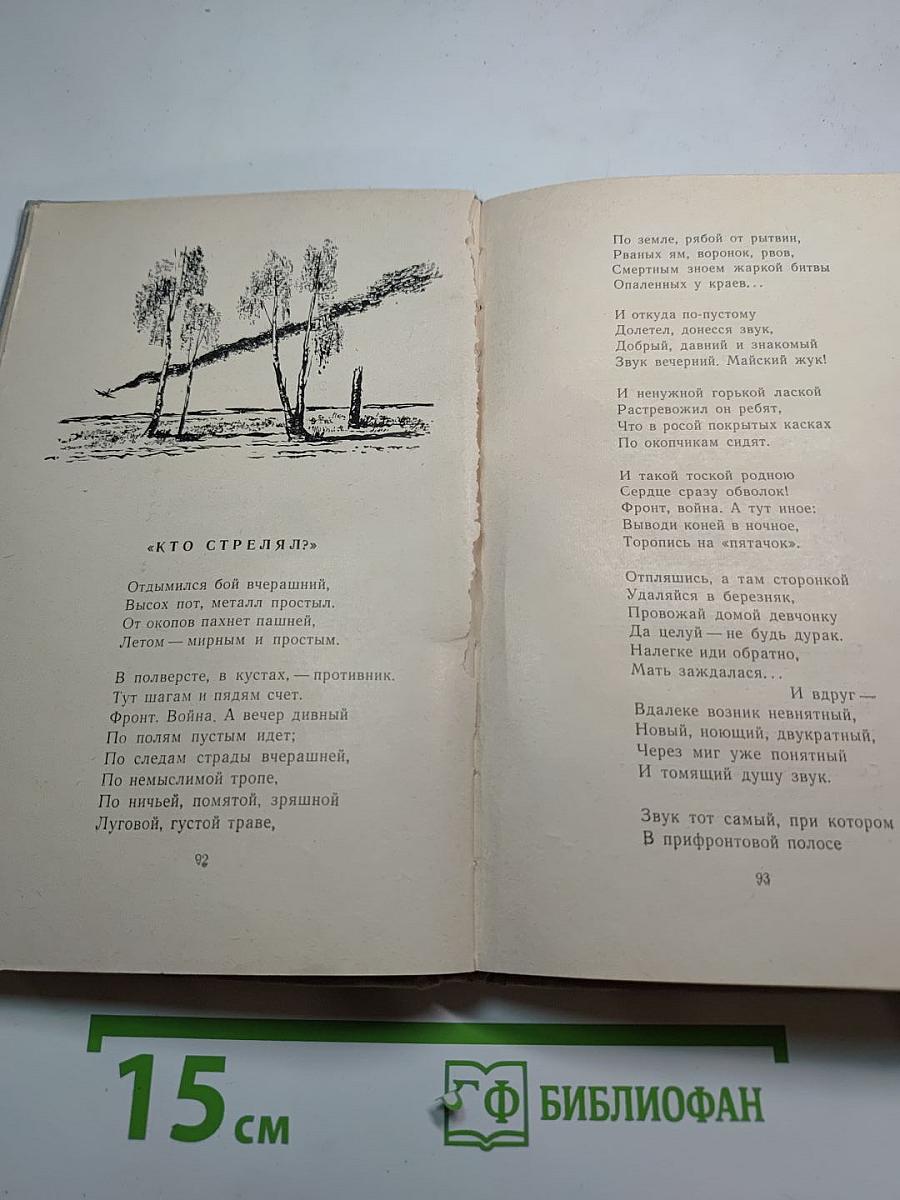 «КТО СТРЕЛЯЛ?»
Отдымился бой вчерашний,
Высох пот, металл простыл.
От окопов пахнет пашней,
Летом — мирным и простым.
В полверсте, в кустах, — противник.
Тут шагам и пядям счет.
Фронт. Война. А вечер дивный
По полям пустым идет;
По следам страды вчерашней,
По немыслимой тропе,
По ничьей, помятой, зряшной
Луговой, густой траве,
92
По земле, рябой от рытвин,
Рваных ям, воронок, рвов,
Смертным зноем жаркой битвы
Опаленных у краев...
И откуда по-пустому
Долетел, донесся звук,
Добрый, давний и знакомый
Звук вечерний. Майский жук!
И ненужной горькой лаской
Растревожил он ребят,
Что в росой покрытых касках
По окопчикам сидят.
И такой тоской родною
Сердце сразу обволок!
Фронт, война. А тут иное:
Выводи коней в ночное,
Торопись на «пятачок».
Отпляшись, а там сторонкой
Удаляйся в березняк,
Провожай домой девчонку
Да целуй — не будь дурак.
Налегке иди обратно,
Мать заждалася...
И вдруг —
Вдалеке возник невнятный,
Новый, ноющий, двукратный,
Через миг уже понятный
И томящий душу звук.
Звук тот самый, при котором
В прифронтовой полосе
93
15 см
ГФ БИБЛИОФАН